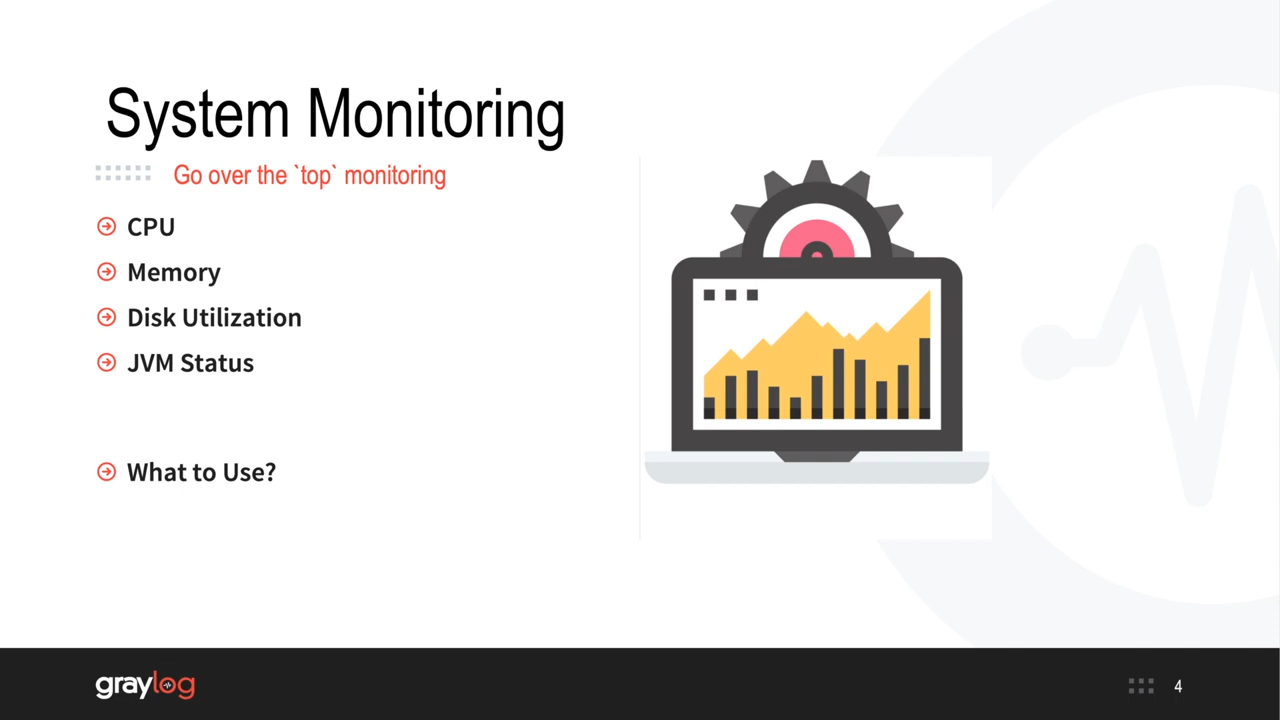 System Monitoring
Go over the `top` monitoring
CPU
Memory
Disk Utilization
JVM Status
What to Use?
graylog
4